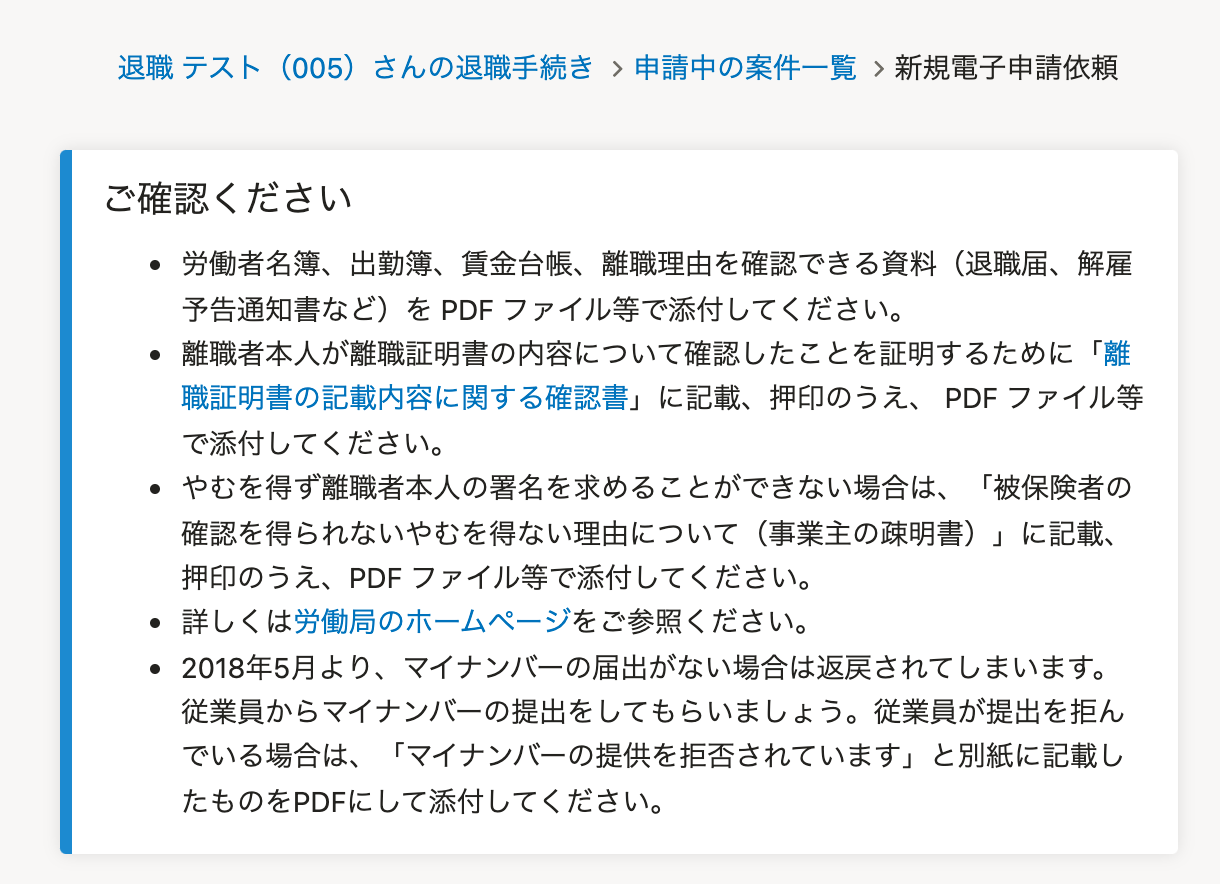 退職 テスト（005）さんの退職手続き > 申請中の案件一覧 > 新規電子申請依頼
ご確認ください
• 労働者名簿、出勤簿、賃金台帳、離職理由を確認できる資料（退職届、解雇
予告通知書など）を PDF ファイル等で添付してください。
• 離職者本人が離職証明書の内容について確認したことを証明するために「離
職証明書の記載内容に関する確認書」に記載、押印のうえ、 PDF ファイル等
で添付してください。
• やむを得ず離職者本人の署名を求めることができない場合は、「被保険者の
確認を得られないやむを得ない理由について（事業主の疎明書）」に記載、
押印のうえ、PDF ファイル等で添付してください。
• 詳しくは労働局のホームページをご参照ください。
• 2018年5月より、マイナンバーの届出がない場合は返戻されてしまいます。
従業員からマイナンバーの提出をしてもらいましょう。従業員が提出を拒ん
でいる場合は、「マイナンバーの提供を拒否されています」と別紙に記載し
たものをPDFにして添付してください。